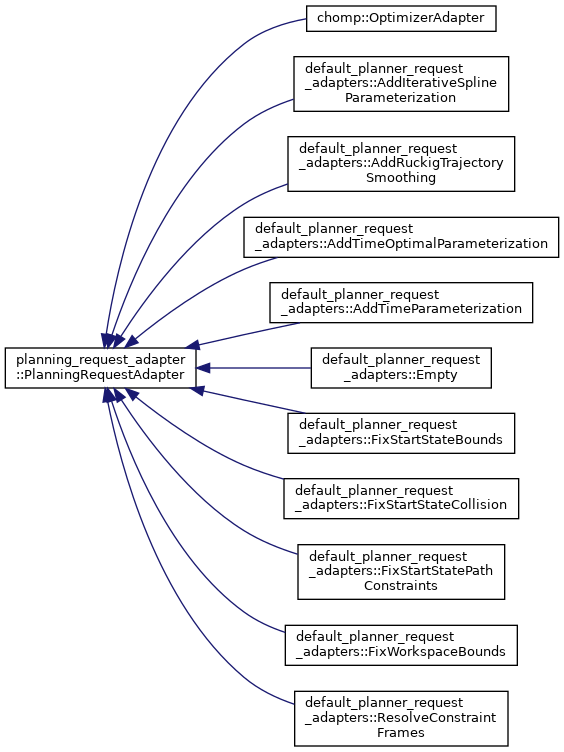 chomp::OptimizerAdapter
default_planner_request
_adapters::AddIterativeSpline
Parameterization
default_planner_request
_adapters::AddRuckigTrajectory
Smoothing
default_planner_request
_adapters::AddTimeOptimalParameterization
default_planner_request
_adapters::AddTimeParameterization
planning_request_adapter
::PlanningRequestAdapter
default_planner_request
_adapters::Empty
default_planner_request
_adapters::FixStartStateBounds
default_planner_request
_adapters::FixStartStateCollision
default_planner_request
_adapters::FixStartStatePath
Constraints
default_planner_request
_adapters::FixWorkspaceBounds
default_planner_request
_adapters::ResolveConstraint
Frames